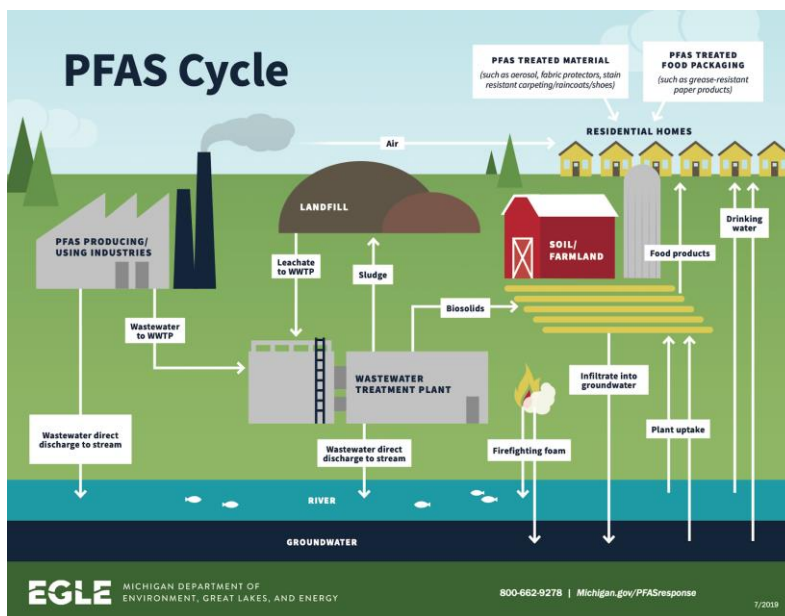 PFAS Cycle
PFAS TREATED MATERIAL
(such as aerosol, fabric protectors, stain
resistant carpeting/raincoats/shoes)
PFAS TREATED
FOOD PACKAGING
(such as grease-resistant
paper products)
RESIDENTIAL HOMES
Air
LANDFILL
PFAS PRODUCING/
USING INDUSTRIES
SOIL/
FARMLAND
Drinking
water
Food products
Leachate
to WWTP
Sludge
Wastewater
to WWTP
Biosolids
WASTEWATER
TREATMENT PLANT
Infiltrate into
groundwater
Wastewater direct
discharge to stream
Wastewater direct
discharge to stream
Firefighting foam
Plant uptake
RIVER
GROUNDWATER
EGLE
MICHIGAN DEPARTMENT OF
ENVIRONMENT, GREAT LAKES, AND ENERGY
800-662-9278 | Michigan.gov/PFASresponse
7/2019